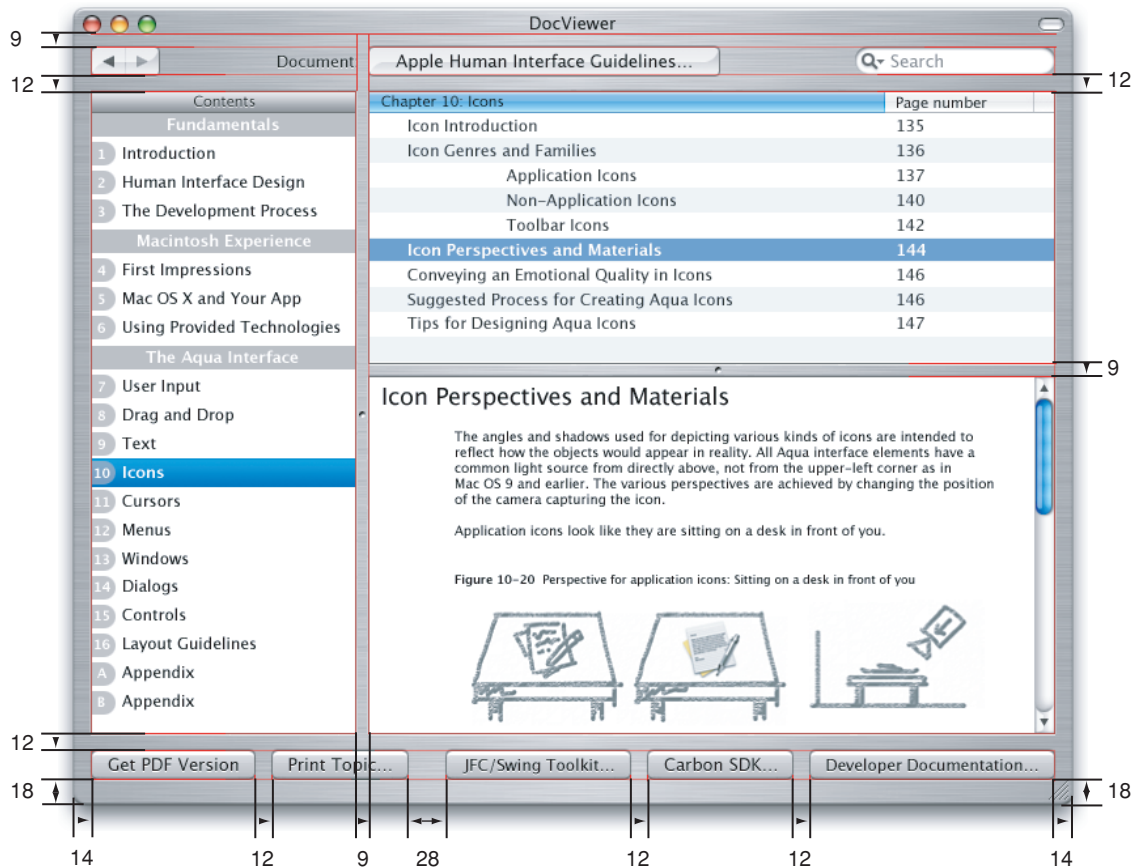 DocViewer
9
Document
Apple Human Interface Guidelines...
Search
12
12
Contents
Chapter 10: Icons
Page number
Fundamentals
1 Introduction
2 Human Interface Design
3 The Development Process
Macintosh Experience
4 First Impressions
5 Mac OS X and Your App
6 Using Provided Technologies
The Aqua Interface
7 User Input
8 Drag and Drop
9 Text
10 Icons
11 Cursors
12 Menus
13 Windows
14 Dialogs
15 Controls
16 Layout Guidelines
A Appendix
B Appendix
Icon Introduction 135
Icon Genres and Families 136
Application Icons 137
Non-Application Icons 140
Toolbar Icons 142
Icon Perspectives and Materials 144
Conveying an Emotional Quality in Icons 146
Suggested Process for Creating Aqua Icons 146
Tips for Designing Aqua Icons 147
9
Icon Perspectives and Materials
The angles and shadows used for depicting various kinds of icons are intended to
reflect how the objects would appear in reality. All Aqua interface elements have a
common light source from directly above, not from the upper-left corner as in
Mac OS 9 and earlier. The various perspectives are achieved by changing the position
of the camera capturing the icon.
Application icons look like they are sitting on a desk in front of you.
Figure 10-20 Perspective for application icons: Sitting on a desk in front of you
12
Get PDF Version
Print Topic...
JFC/Swing Toolkit...
Carbon SDK...
Developer Documentation...
18
18
14
12
9
28
12
12
14